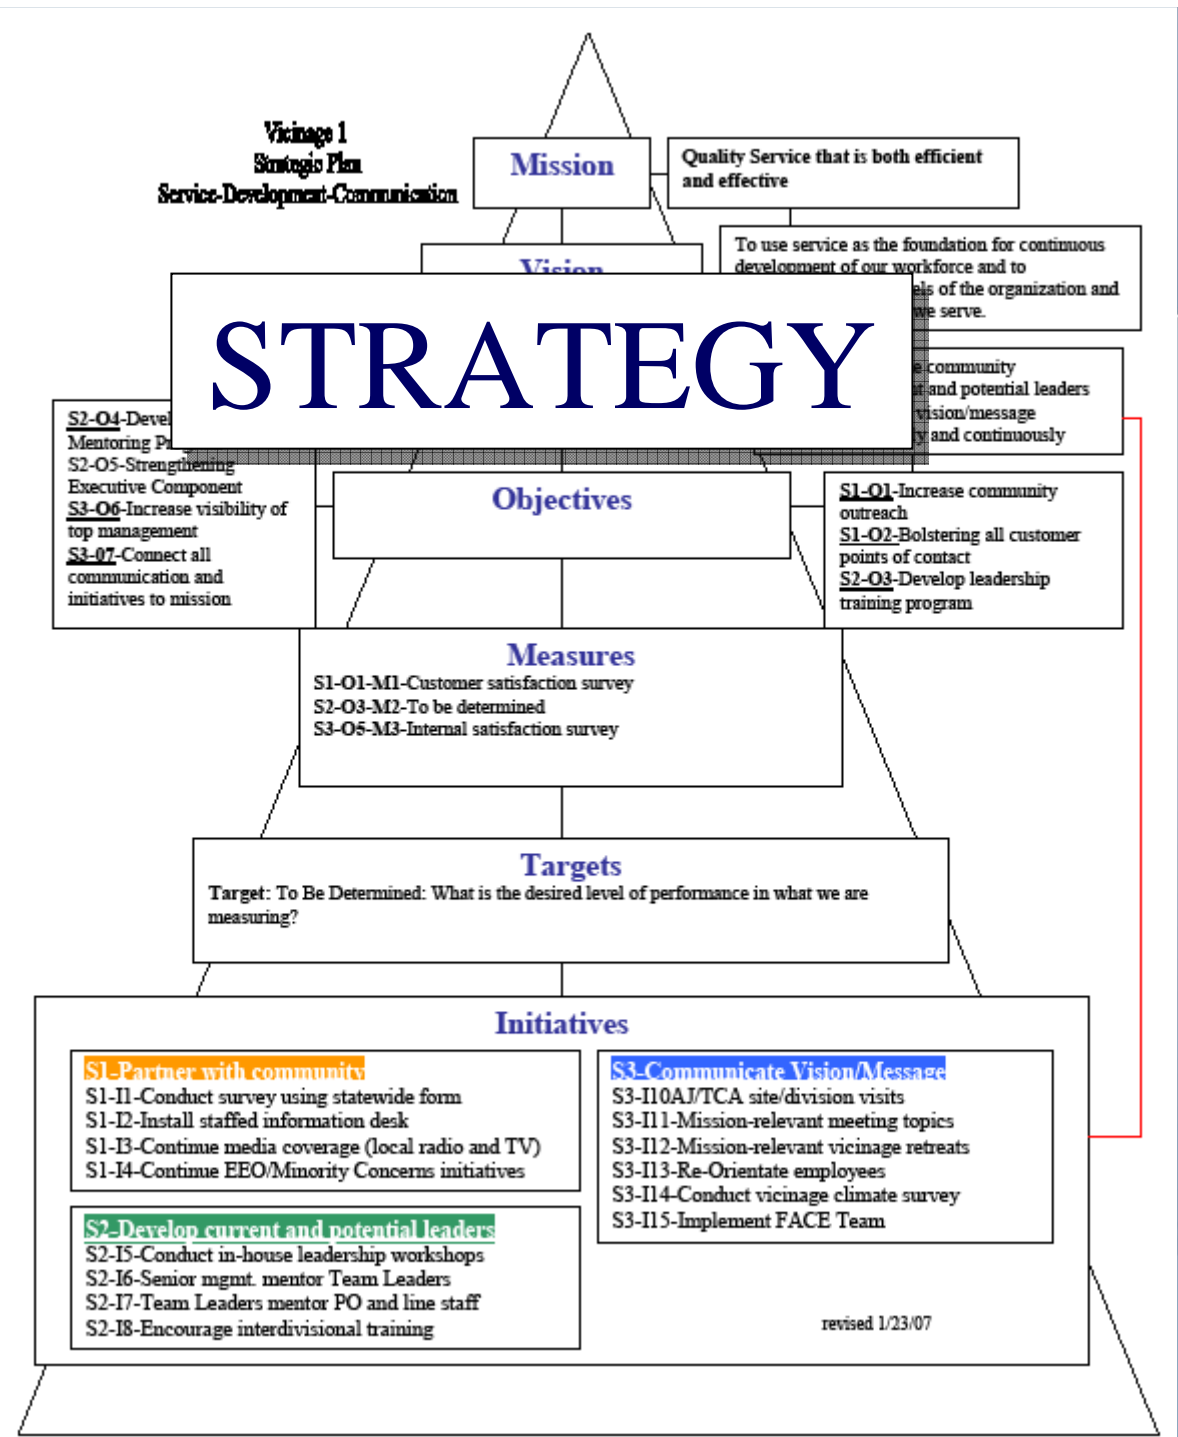 Vicinage 1
Strategic Plan
Service-Development-Communication
Mission
Quality Service that is both efficient
and effective
Vision
To use service as the foundation for continuous
development of our workforce and to
of the organization and
we serve.
STRATEGY
community
and potential leaders
vision/message
and continuously
S2-O4-
Mentoring
S2-O5-Strengthening
Executive Component
S3-O6-Increase visibility of
top management
S3-07-Connect all
communication and
initiatives to mission
Objectives
S1-O1-Increase community
outreach
S1-O2-Bolstering all customer
points of contact
S2-O3-Develop leadership
training program
Measures
S1-O1-M1-Customer satisfaction survey
S2-O3-M2-To be determined
S3-O5-M3-Internal satisfaction survey
Targets
Target: To Be Determined: What is the desired level of performance in what we are
measuring?
Initiatives
S1-Partner with community
S1-I1-Conduct survey using statewide form
S1-I2-Install staffed information desk
S1-I3-Continue media coverage (local radio and TV)
S1-I4-Continue EEO/Minority Concerns initiatives
S2-Develop current and potential leaders
S2-I5-Conduct in-house leadership workshops
S2-I6-Senior mgmt. mentor Team Leaders
S2-I7-Team Leaders mentor PO and line staff
S2-I8-Encourage interdivisional training
S3-Communicate Vision/Message
S3-I10AJ/TCA site/division visits
S3-I11-Mission-relevant meeting topics
S3-I12-Mission-relevant vicinage retreats
S3-I13-Re-Orientate employees
S3-I14-Conduct vicinage climate survey
S3-I15-Implement FACE Team
revised 1/23/07